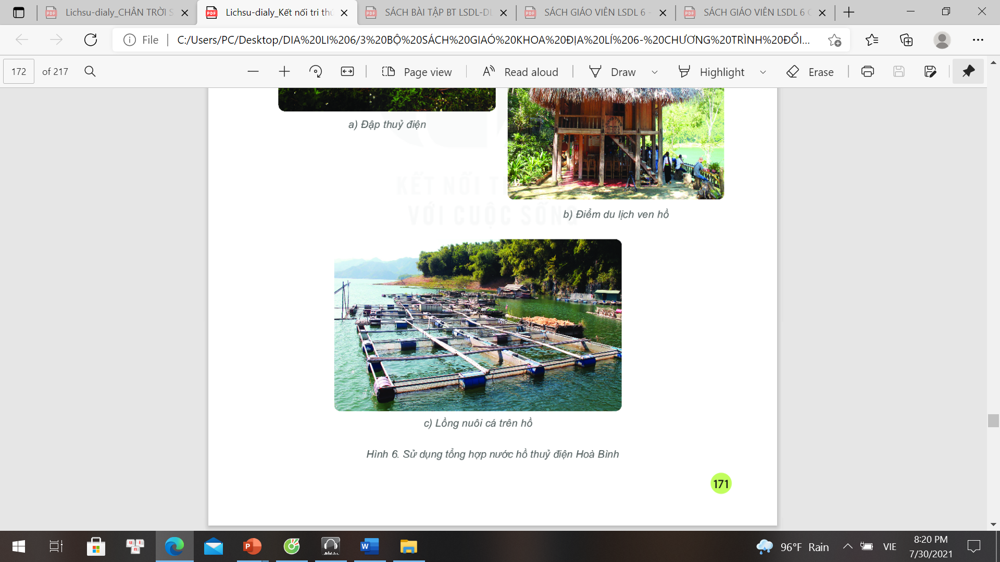 Lichsu-dialy_CHÂN TRỜI S
Lichsu-dialy_Kết nối tri thứ
SÁCH BÀI TẬP BT LSDL-DL
SÁCH GIÁO VIÊN LSDL 6 -
SÁCH GIÁO VIÊN LSDL 6 C
File
C:/Users/PC/Desktop/DIA%20LI%206/3%20BỘ%20SÁCH%20GIAÓ%20KHOA%20ĐỊA%20LÍ%206-%20CHƯƠNG%20TRÌNH%20ĐỔI...
172 of 217
Page view
Read aloud
Draw
Highlight
Erase
a) Đập thuỷ điện
KẾT NỐI T
VỚI CUỘC SỐNG
b) Điểm du lịch ven hồ
c) Lồng nuôi cá trên hồ
Hình 6. Sử dụng tổng hợp nước hồ thuỷ điện Hoà Bình
171
96°F Rain
VIE
8:20 PM
7/30/2021